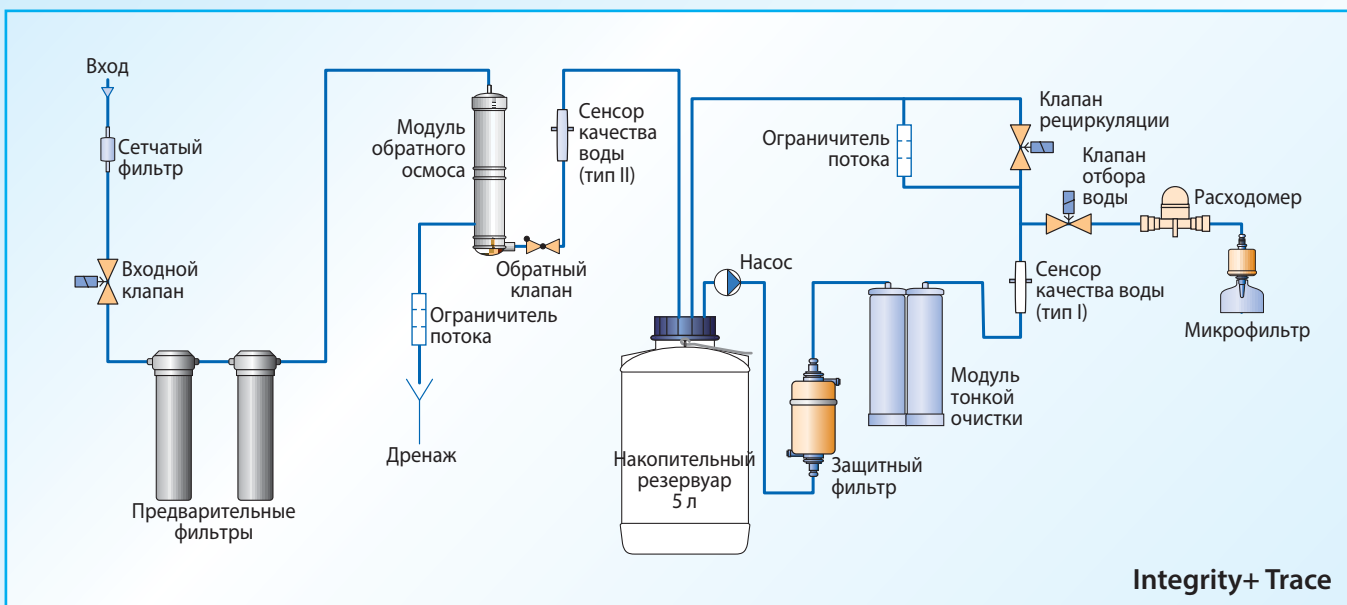 Вход
Сетчатый
фильтр
Входной
клапан
Предварительные
фильтры
Модуль
обратного
осмоса
Ограничитель
потока
Дренаж
Обратный
клапан
Сенсор
качества
воды
(тип II)
Накопительный
резервуар
5 л
Насос
Защитный
фильтр
Модуль
тонкой
очистки
Сенсор
качества воды
(тип I)
Ограничитель
потока
Клапан
рециркуляции
Клапан
отбора
воды
Расходомер
Микрофильтр
Integrity+ Trace